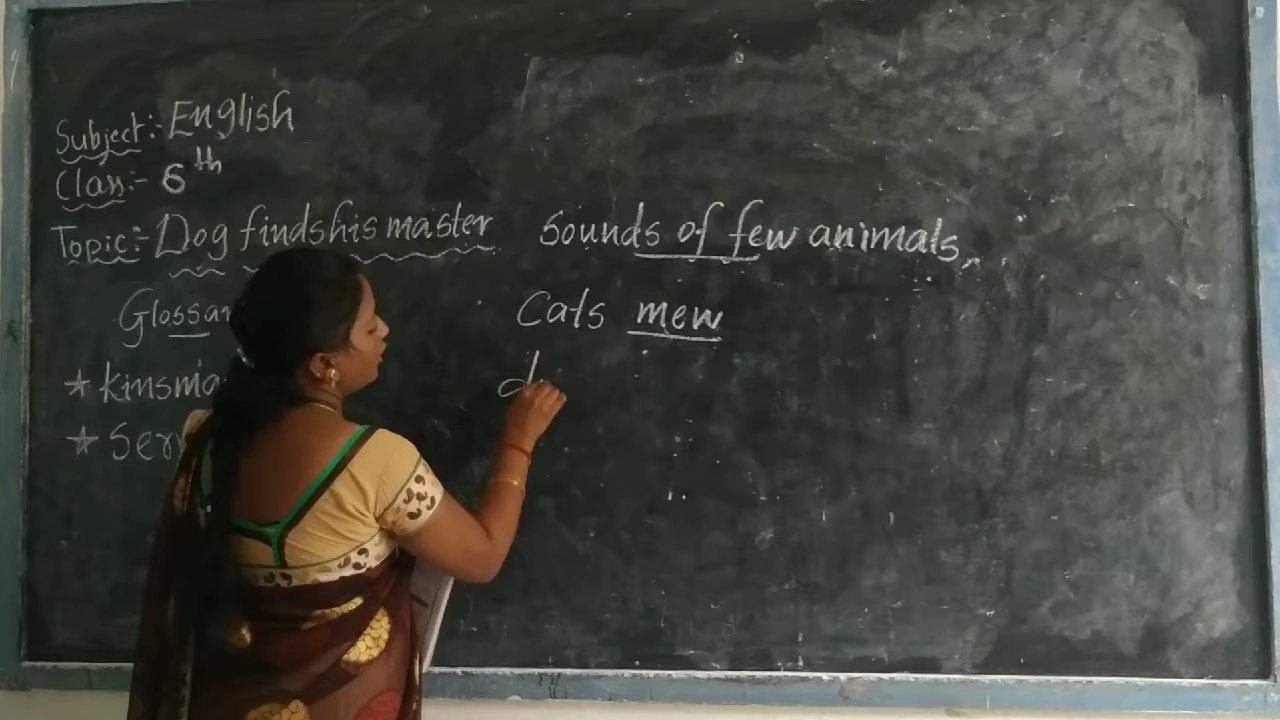 Subject:- English
Class:- 6th
Topic:- Dog finds his master
Sounds of few animals,
Cats mew
d